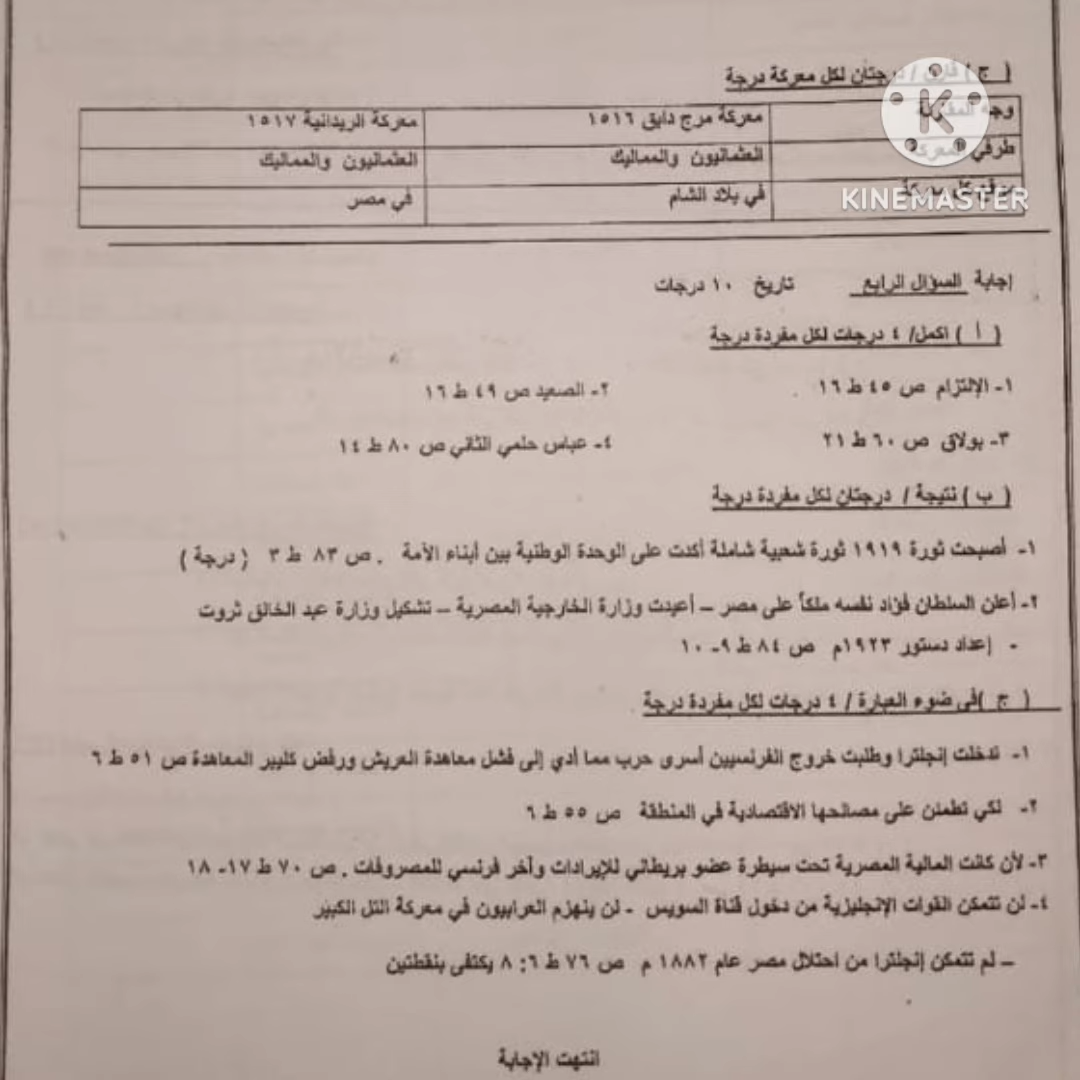 ( ج ) / درجتان لكل معركة درجة
وجه معركة مرج دابق ١٥١٦ معركة الريدانية ١٥١٧
طرفي العثمانيون والمماليك العثمانيون والمماليك
في بلاد الشام في مصر
K
KINEMASTER
إجابة السؤال الرابع تاريخ ١٠ درجات
( أ ) اكمل/ ٤ درجات لكل مفردة درجة
١- الإلتزام ص ٤٥ ط ١٦ ٢- الصعيد ص ٤٩ ط ١٦
٣- بولاق ص ٦٠ ط ٢١ ٤- عباس حلمي الثاني ص ٨٠ ط ١٤
( ب ) نتيجة / درجتان لكل مفردة درجة
١- أصبحت ثورة ١٩١٩ ثورة شعبية شاملة أكدت على الوحدة الوطنية بين أبناء الأمة . ص ٨٣ ط ٣ ( درجة )
٢- أعلن السلطان فؤاد نفسه ملكاً على مصر – أعيدت وزارة الخارجية المصرية – تشكيل وزارة عبد الخالق ثروت
- إعداد دستور ١٩٢٣م ص ٨٤ ط ٩- ١٠
( ج )في ضوء العبارة / ٤ درجات لكل مفردة درجة
١- تدخلت إنجلترا وطلبت خروج الفرنسيين أسرى حرب مما أدي إلى فشل معاهدة العريش ورفض كليبر المعاهدة ص ٥١ ط ٦
٢- لكي تطمئن على مصالحها الاقتصادية في المنطقة ص ٥٥ ط ٦
٣- لأن كانت المالية المصرية تحت سيطرة عضو بريطاني للإيرادات وأخر فرنسي للمصروفات . ص ٧٠ ط ١٧- ١٨
٤- لن تتمكن القوات الإنجليزية من دخول قناة السويس - لن ينهزم العرابيون في معركة التل الكبير
– لم تتمكن إنجلترا من احتلال مصر عام ١٨٨٢ م ص ٧٦ ط ٦: ٨ يكتفى بنقطتين
انتهت الإجابة